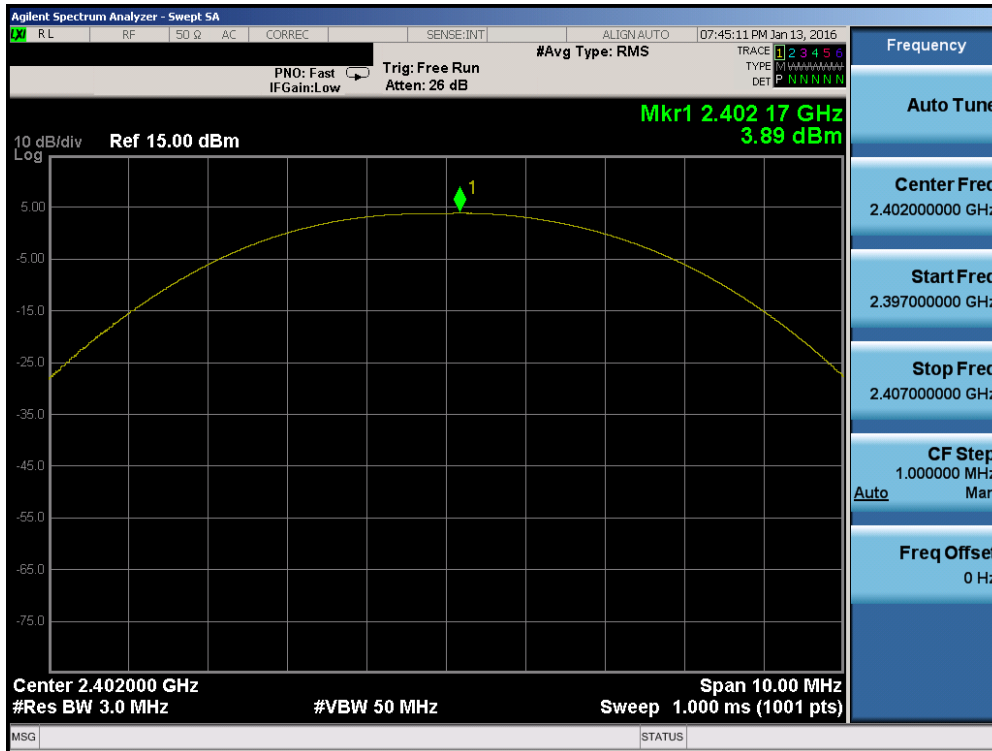 Agilent Spectrum Analyzer - Swept SA
LXI RL RF 50 Ω AC CORREC SENSE:INT ALIGN AUTO 07:45:11 PM Jan 13, 2016
#Avg Type: RMS TRACE 1 2 3 4 5 6
PNO: Fast Trig: Free Run TYPE M WWWWW
IFGain:Low Atten: 26 dB DET P N N N N N
Mkr1 2.402 17 GHz
3.89 dBm
10 dB/div Ref 15.00 dBm
Log
1
5.00
-5.00
-15.0
-25.0
-35.0
-45.0
-55.0
-65.0
-75.0
Center 2.402000 GHz Span 10.00 MHz
#Res BW 3.0 MHz #VBW 50 MHz Sweep 1.000 ms (1001 pts)
MSG STATUS
Frequency
Auto Tune
Center Freq
2.402000000 GHz
Start Freq
2.397000000 GHz
Stop Freq
2.407000000 GHz
CF Step
1.000000 MHz
Auto Man
Freq Offset
0 Hz